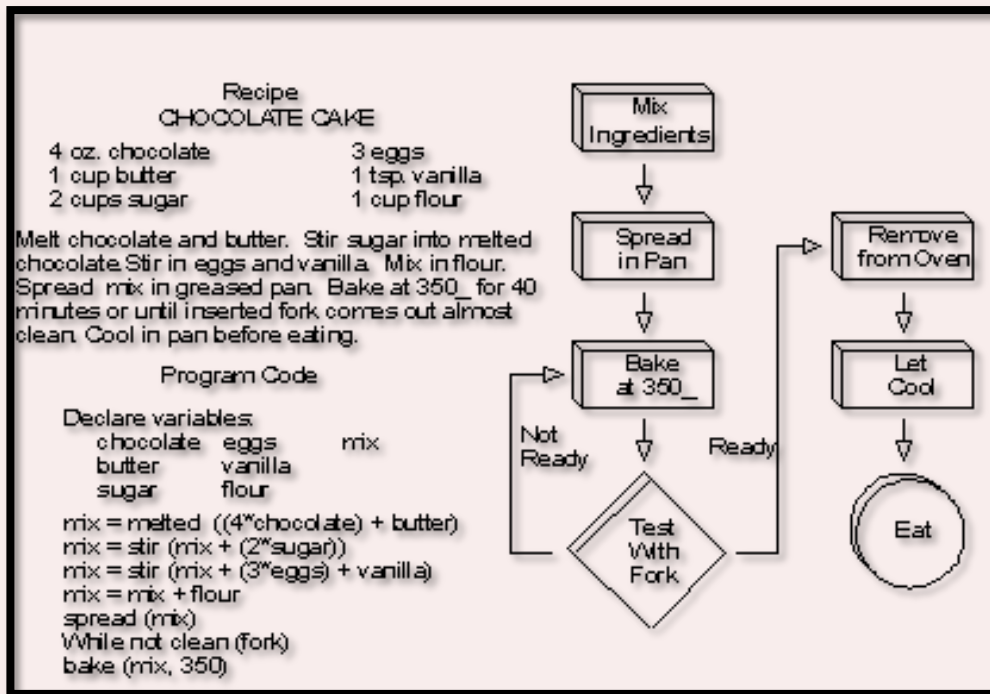 Recipe
CHOCOLATE CAKE
4 oz. chocolate 3 eggs
1 cup butter 1 tsp. vanilla
2 cups sugar 1 cup flour
Melt chocolate and butter. Stir sugar into melted
chocolate. Stir in eggs and vanilla. Mix in flour.
Spread mix in greased pan. Bake at 350_ for 40
minutes or until inserted fork comes out almost
clean. Cool in pan before eating.
Program Code
Declare variables:
chocolate eggs mix
butter vanilla
sugar flour
mix = melted ((4*chocolate) + butter)
mix = stir (mix + (2*sugar))
mix = stir (mix + (3*eggs) + vanilla)
mix = mix + flour
spread (mix)
While not clean (fork)
bake (mix, 350)
Mix
Ingredients
Spread
in Pan
Bake
at 350_
Not
Ready
Test
With
Fork
Ready
Remove
from Oven
Let
Cool
Eat